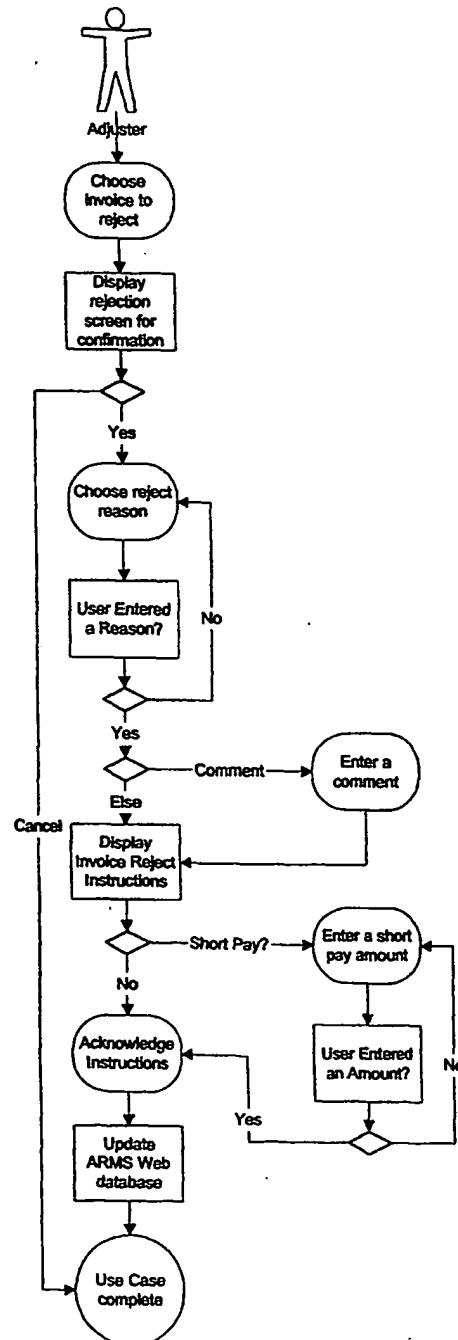 Adjuster
Choose
invoice to
reject
Display
rejection
screen for
confirmation
Yes
Choose reject
reason
User Entered
a Reason?
No
Yes
Comment
Enter a
comment
Else
Cancel
Display
Invoice Reject
Instructions
Short Pay?
Enter a short
pay amount
No
Acknowledge
Instructions
User Entered
an Amount?
No
Yes
Update
ARMS Web
database
Use Case
complete